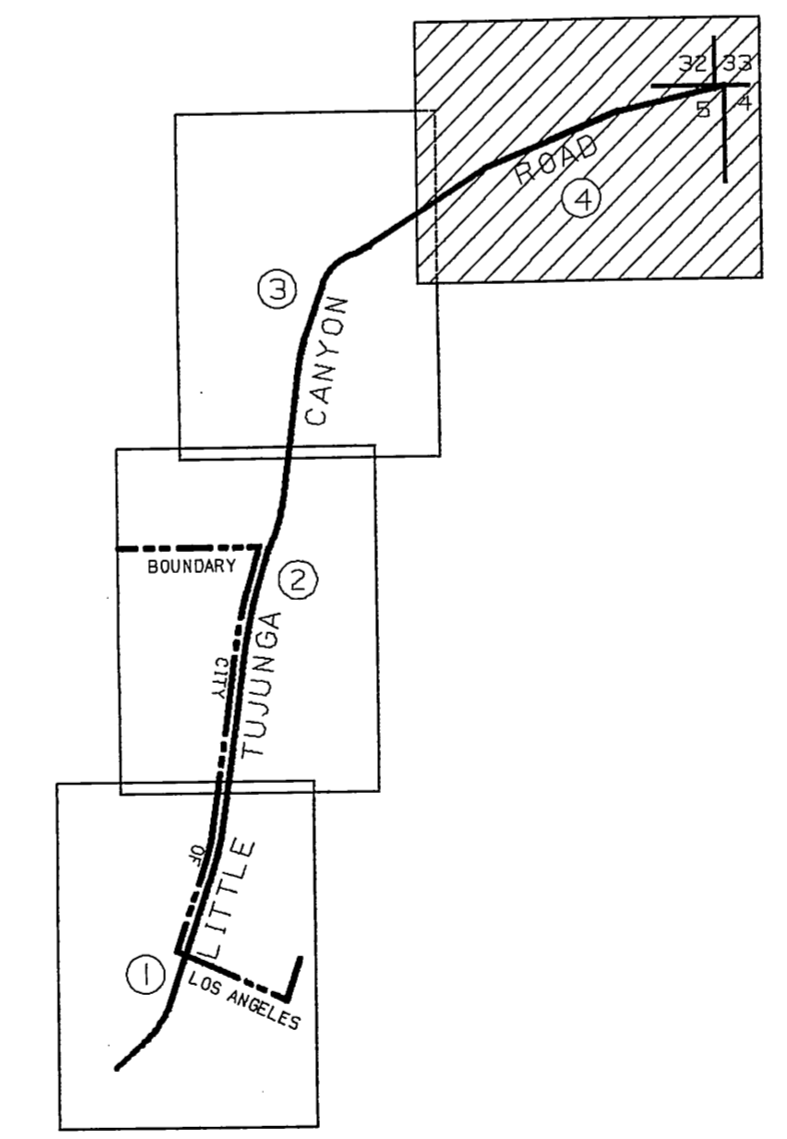 32 33
5 4
ROAD
4
3
CANYON
BOUNDARY
2
TUJUNGA
CITY
OF
LITTLE
1
LOS ANGELES